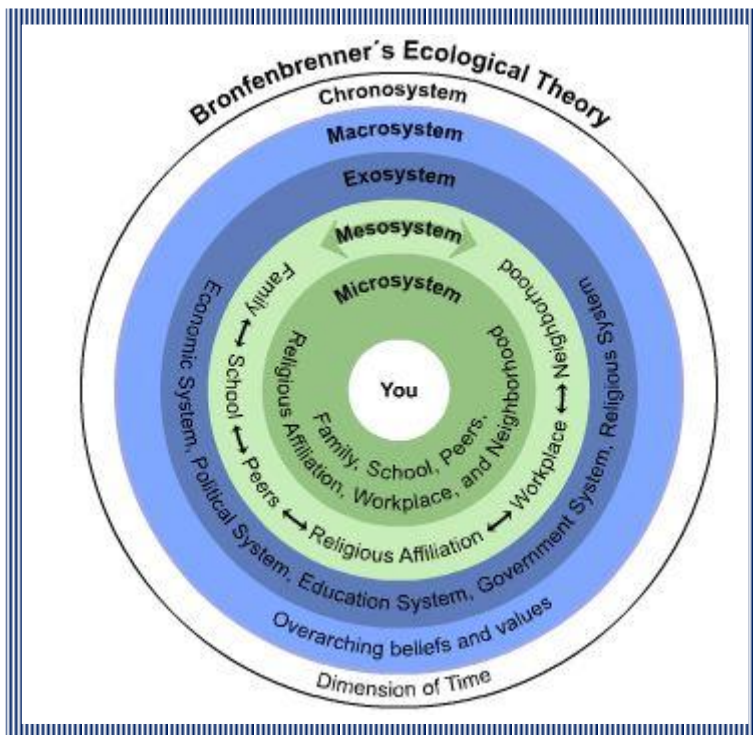 Bronfenbrenner´s Ecological Theory
Chronosystem
Macrosystem
Exosystem
Mesosystem
Microsystem
You
Family, School, Peers,
Religious Affiliation, Workplace, and Neighborhood
Family ↔ School ↔ Peers ↔ Religious Affiliation ↔ Workplace ↔ Neighborhood
Economic System, Political System, Education System, Government System, Religious System
Overarching beliefs and values
Dimension of Time